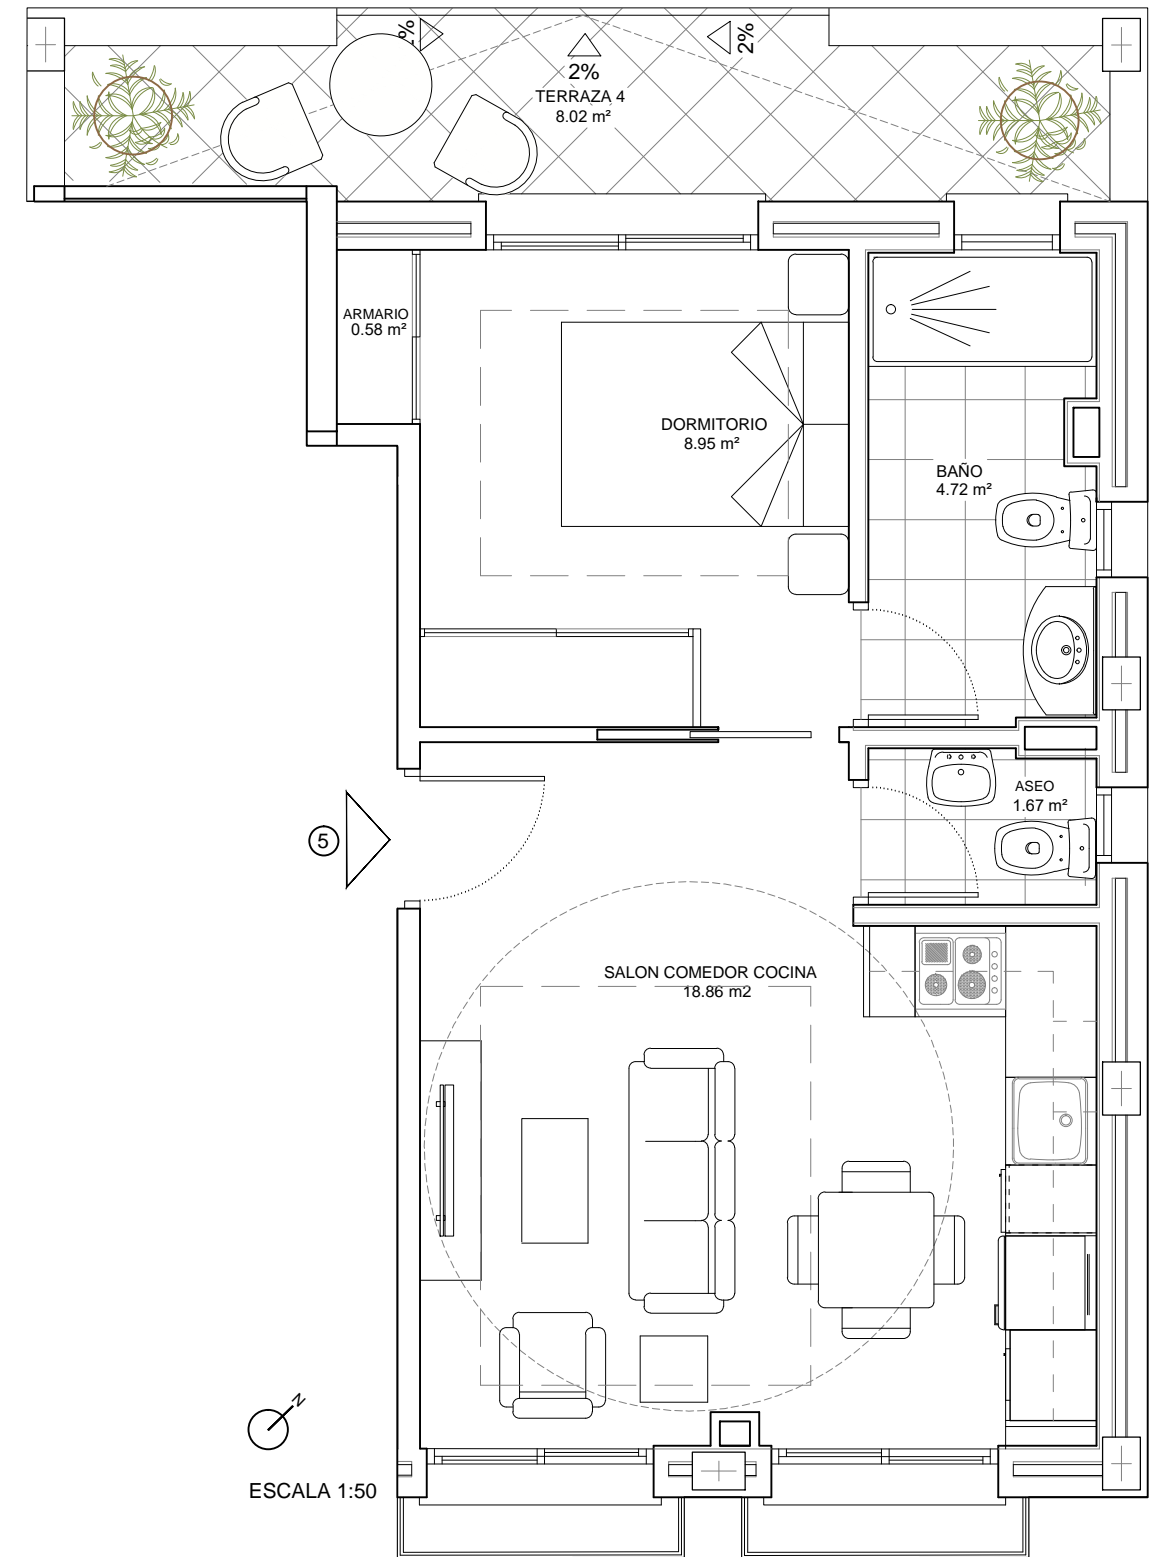 2%
2%
2%
TERRAZA 4
8.02 m²
ARMARIO
0.58 m²
DORMITORIO
8.95 m²
BAÑO
4.72 m²
ASEO
1.67 m²
5
SALON COMEDOR COCINA
18.86 m2
N
ESCALA 1:50